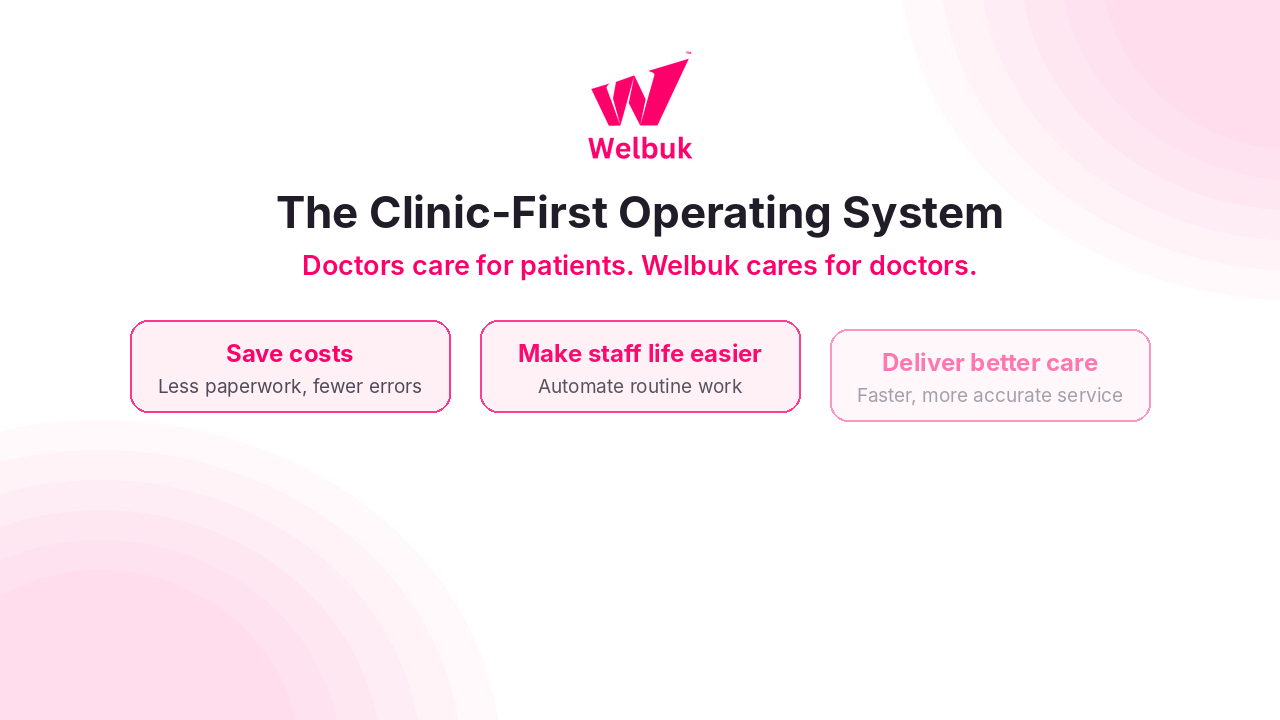 ™
Welbuk
The Clinic-First Operating System
Doctors care for patients. Welbuk cares for doctors.
Save costs
Less paperwork, fewer errors
Make staff life easier
Automate routine work
Deliver better care
Faster, more accurate service